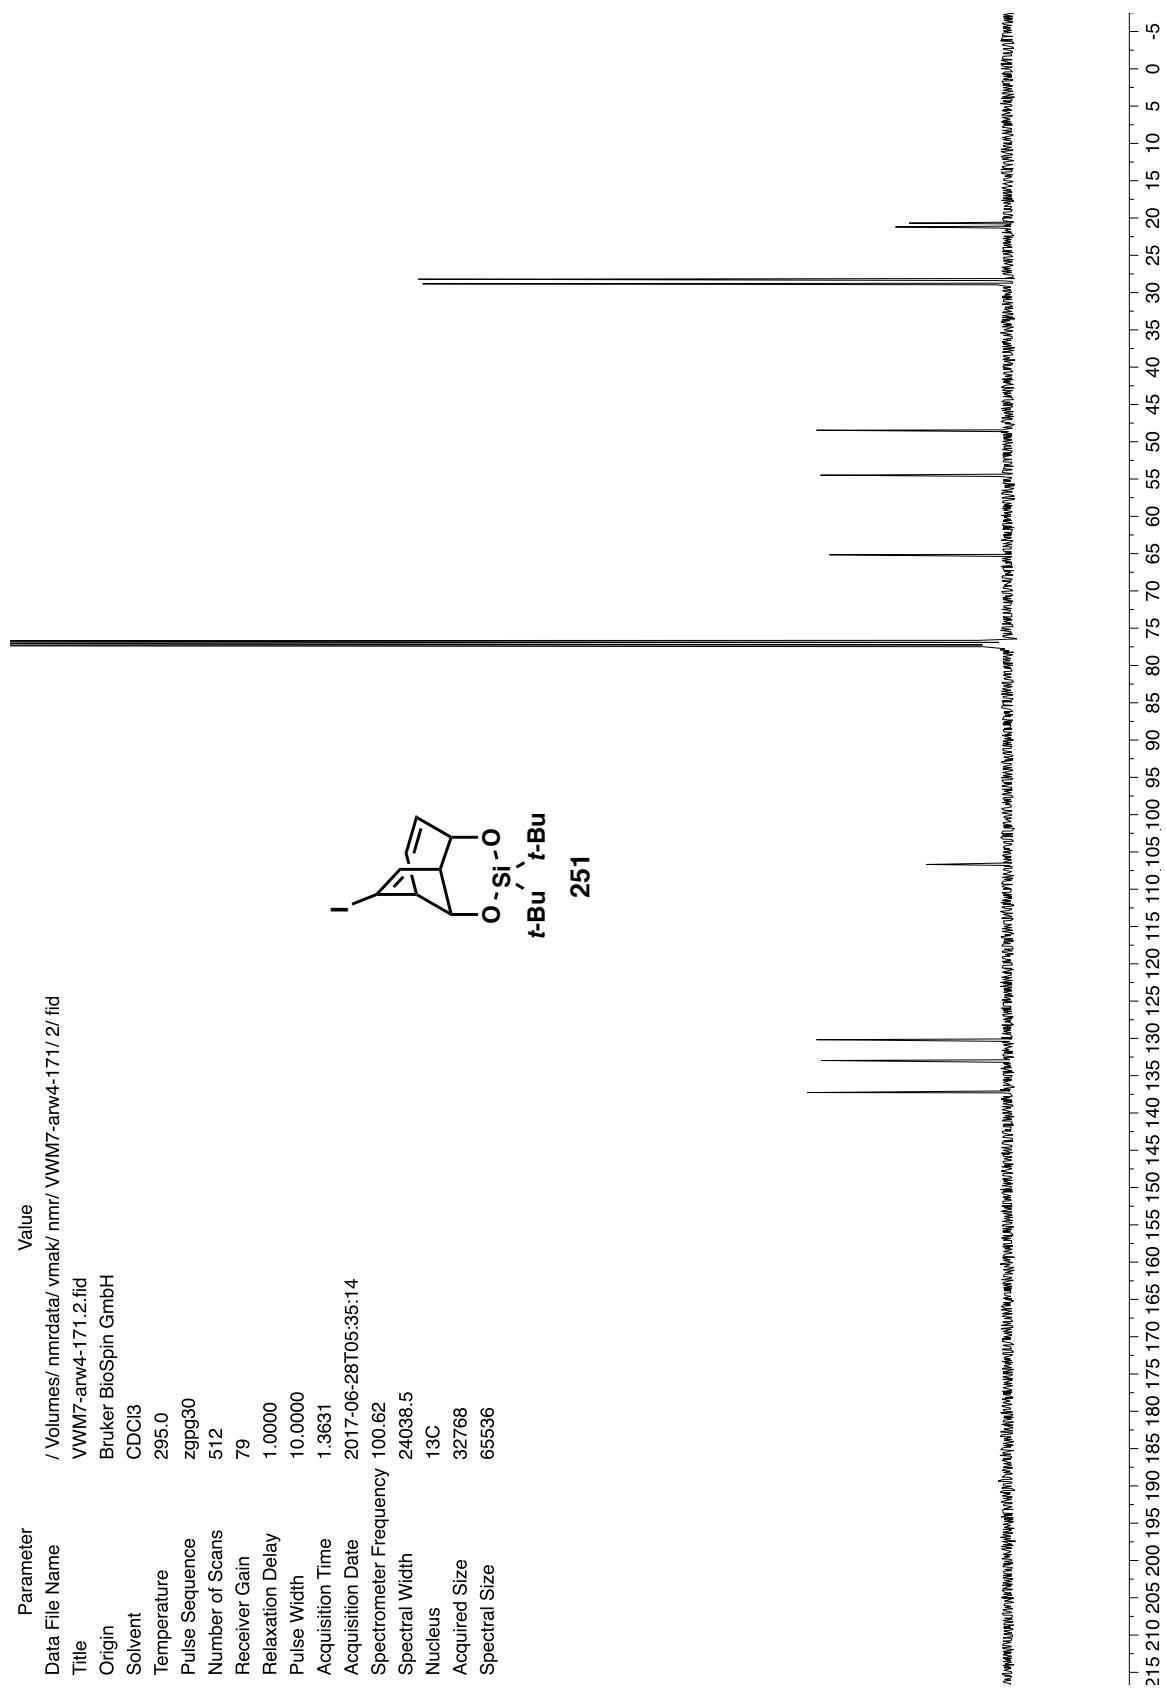 Parameter Value
Data File Name / Volumes/ nmrdata/ vmak/ nmr/ VWM7-arw4-171/ 2/ fid
Title VWM7-arw4-171.2.fid
Origin Bruker BioSpin GmbH
Solvent CDCl3
Temperature 295.0
Pulse Sequence zgpg30
Number of Scans 512
Receiver Gain 79
Relaxation Delay 1.0000
Pulse Width 10.0000
Acquisition Time 1.3631
Acquisition Date 2017-06-28T05:35:14
Spectrometer Frequency 100.62
Spectral Width 24038.5
Nucleus 13C
Acquired Size 32768
Spectral Size 65536
I
O Si O
t-Bu t-Bu
251
215 210 205 200 195 190 185 180 175 170 165 160 155 150 145 140 135 130 125 120 115 110 105 100 95 90 85 80 75 70 65 60 55 50 45 40 35 30 25 20 15 10 5 0 -5